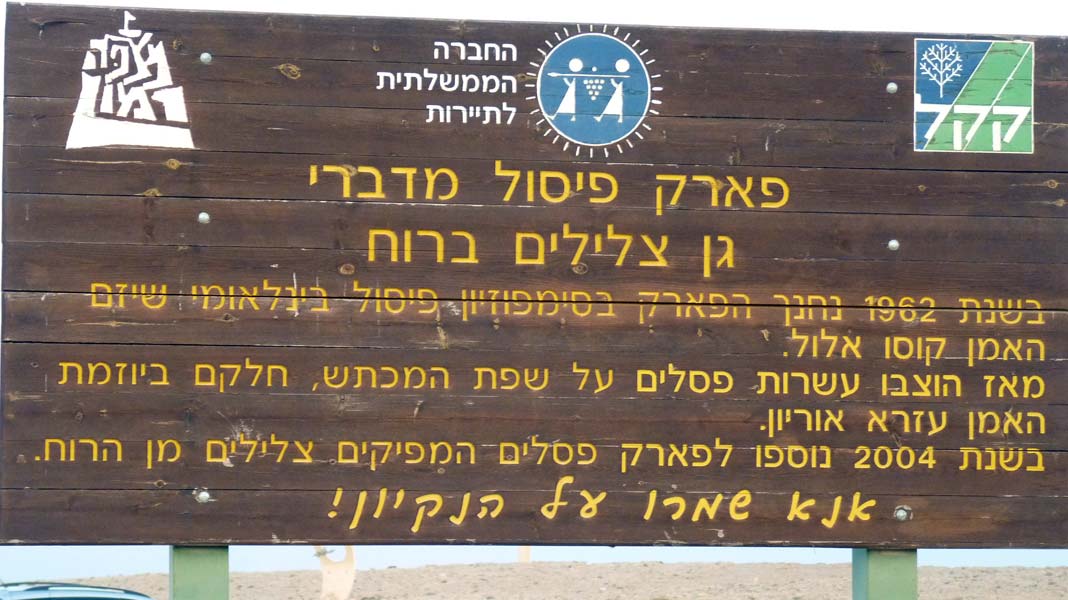 מצפה
רמון
החברה
הממשלתית
לתיירות
קקל
פארק פיסול מדברי
גן צלילים ברוח
בשנת 1962 נחנך הפארק בסימפוזיון פיסול בינלאומי שיזם
האמן קוסו אלול.
מאז הוצבו עשרות פסלים על שפת המכתש, חלקם ביוזמת
האמן עזרא אוריון.
בשנת 2004 נוספו לפארק פסלים המפיקים צלילים מן הרוח.
אנא שמרו על הנקיון!